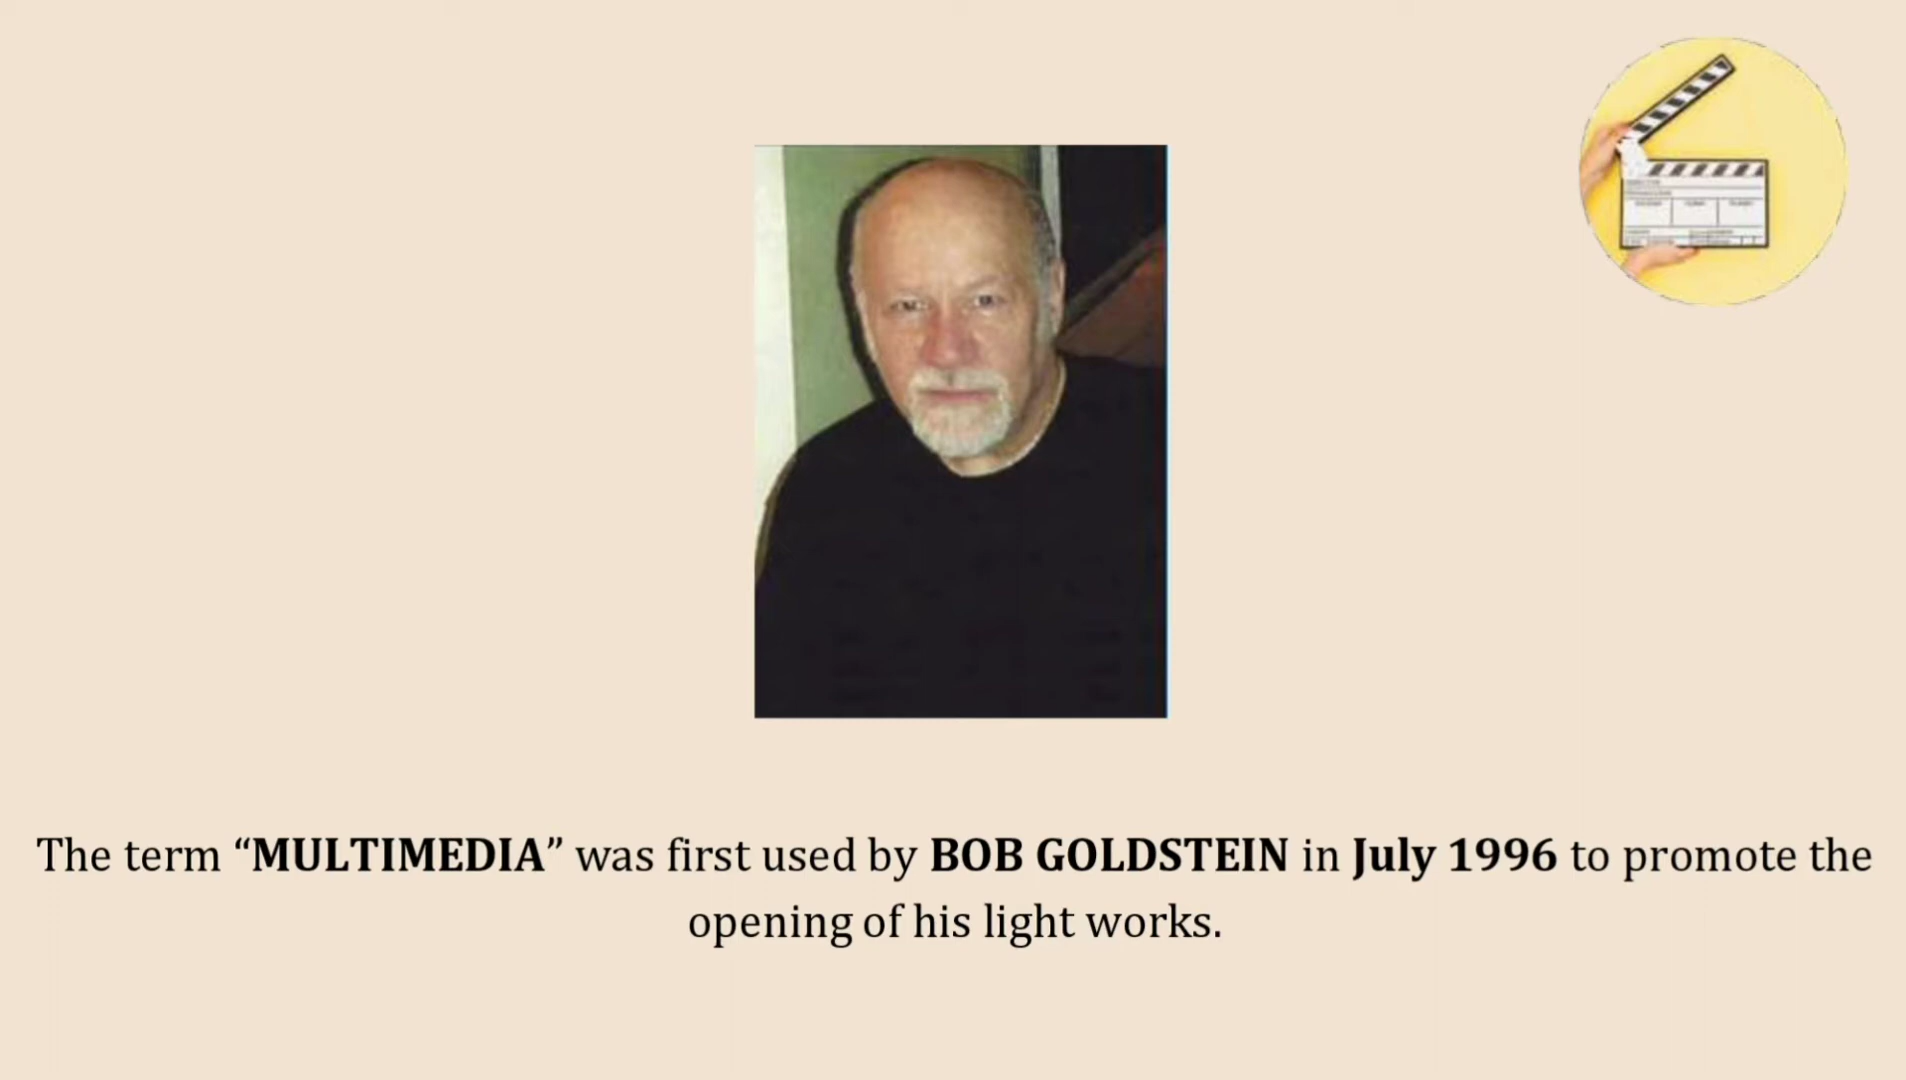 The term “MULTIMEDIA” was first used by BOB GOLDSTEIN in July 1996 to promote the
opening of his light works.